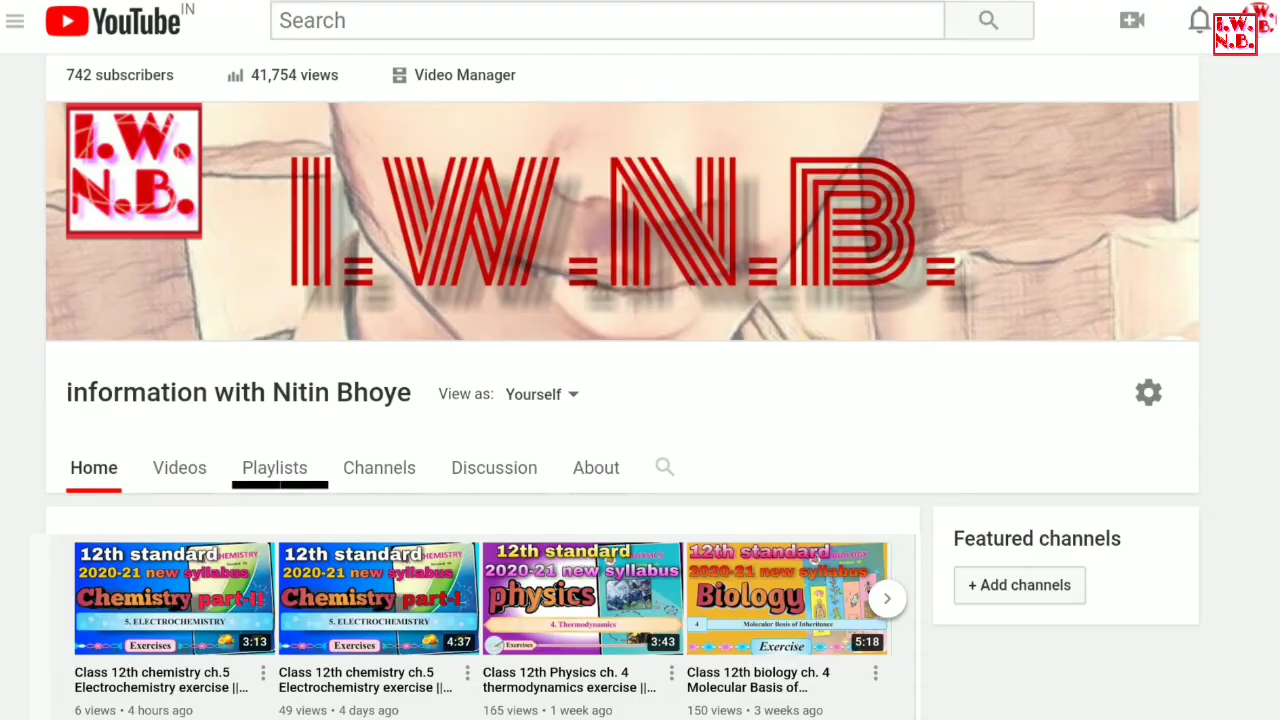 YouTube IN
Search
I.W.
N.B.
742 subscribers
41,754 views
Video Manager
I.W.
N.B.
I.W.N.B.
information with Nitin Bhoye
View as: Yourself
Home
Videos
Playlists
Channels
Discussion
About
Featured channels
+ Add channels
12th standard
2020-21 new syllabus
Chemistry part-II
5. ELECTROCHEMISTRY
Exercises
3:13
12th standard
2020-21 new syllabus
Chemistry part-I
5. ELECTROCHEMISTRY
Exercises
4:37
12th standard
2020-21 new syllabus
physics
4. Thermodynamics
Exercises
3:43
12th standard
2020-21 new syllabus
Biology
4 Molecular Basis of Inheritance
Exercise
5:18
Class 12th chemistry ch.5
Electrochemistry exercise ||...
6 views • 4 hours ago
Class 12th chemistry ch.5
Electrochemistry exercise ||...
49 views • 4 days ago
Class 12th Physics ch. 4
thermodynamics exercise ||...
165 views • 1 week ago
Class 12th biology ch. 4
Molecular Basis of...
150 views • 3 weeks ago